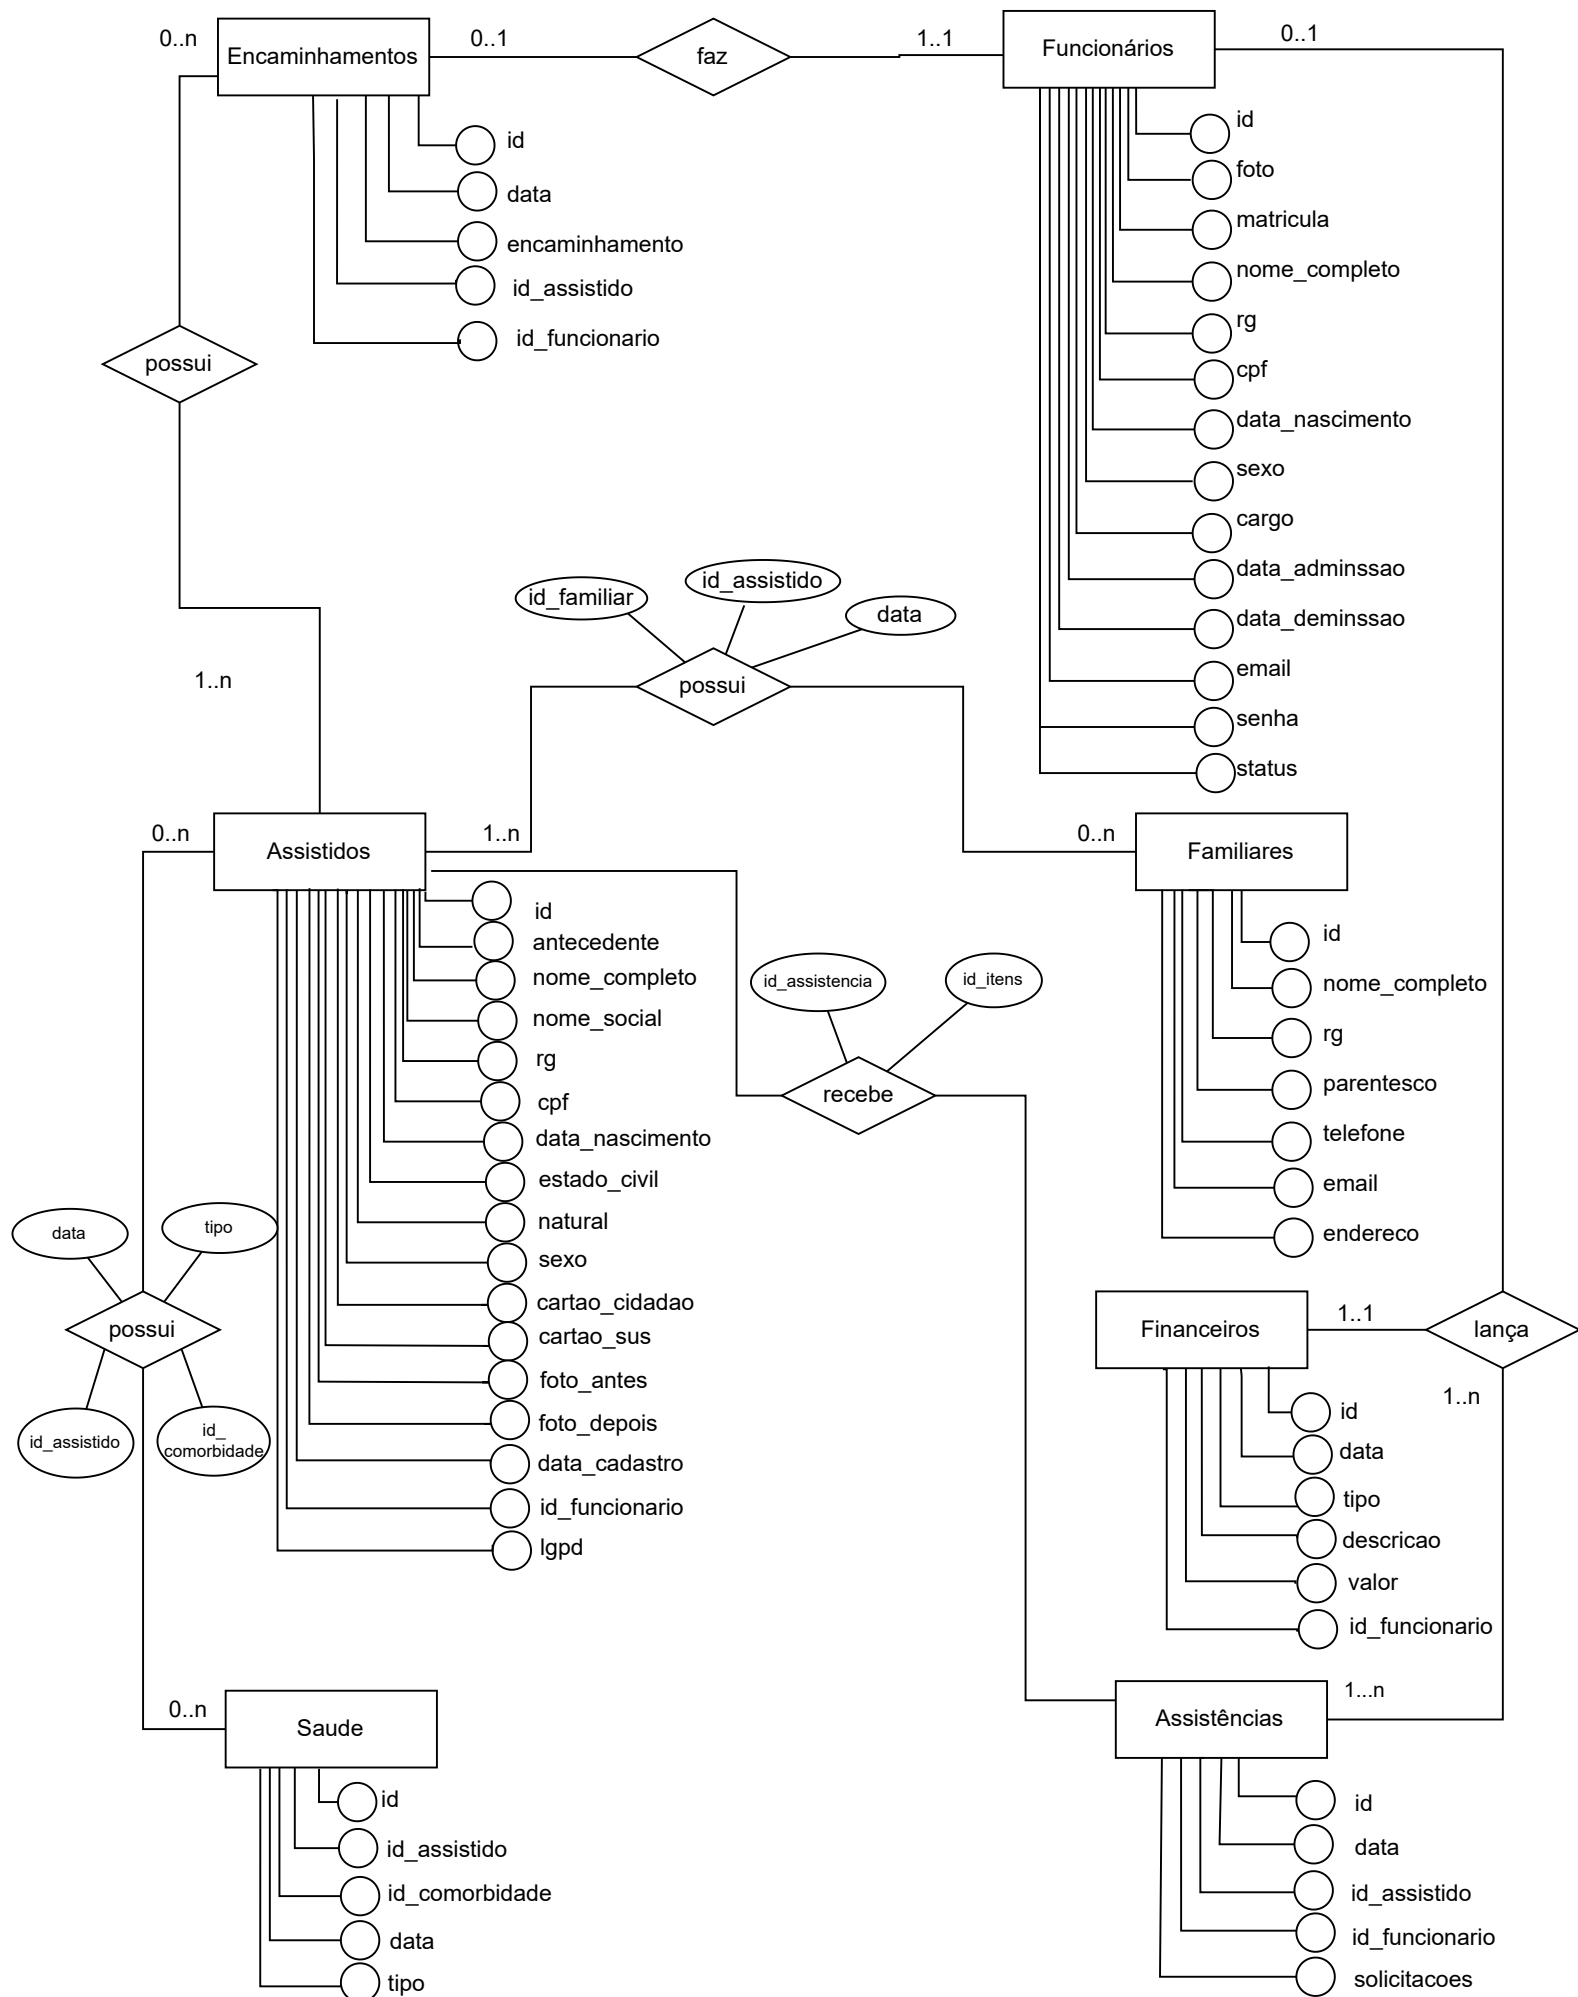 0..n
Encaminhamentos
0..1
faz
1..1
Funcionários
0..1
id
data
encaminhamento
id_assistido
id_funcionario
id
foto
matricula
nome_completo
rg
cpf
data_nascimento
sexo
cargo
data_adminssao
data_deminssao
email
senha
status
possui
1..n
id_familiar
id_assistido
data
possui
0..n
Assistidos
1..n
0..n
Familiares
id
antecedente
nome_completo
nome_social
rg
cpf
data_nascimento
estado_civil
natural
sexo
cartao_cidadao
cartao_sus
foto_antes
foto_depois
data_cadastro
id_funcionario
lgpd
id_assistencia
id_itens
recebe
id
nome_completo
rg
parentesco
telefone
email
endereco
data
tipo
possui
id_assistido
id_
comorbidade
Financeiros
1..1
lança
1..n
id
data
tipo
descricao
valor
id_funcionario
0..n
Saude
id
id_assistido
id_comorbidade
data
tipo
Assistências
1...n
id
data
id_assistido
id_funcionario
solicitacoes